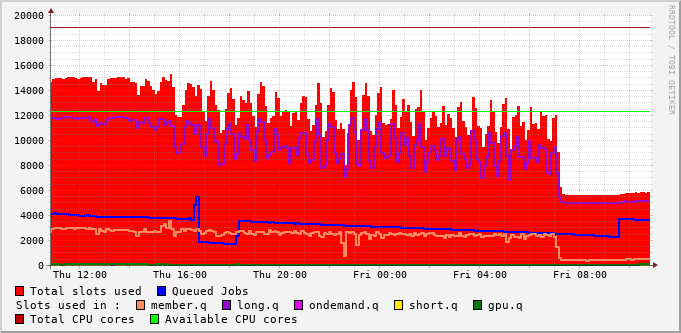 20000
18000
16000
14000
12000
10000
8000
6000
4000
2000
0
Thu 12:00 Thu 16:00 Thu 20:00 Fri 00:00 Fri 04:00 Fri 08:00
RRDTOOL / TOBI OETIKER
Total slots used Queued Jobs
Slots used in : member.q long.q ondemand.q short.q gpu.q
Total CPU cores Available CPU cores